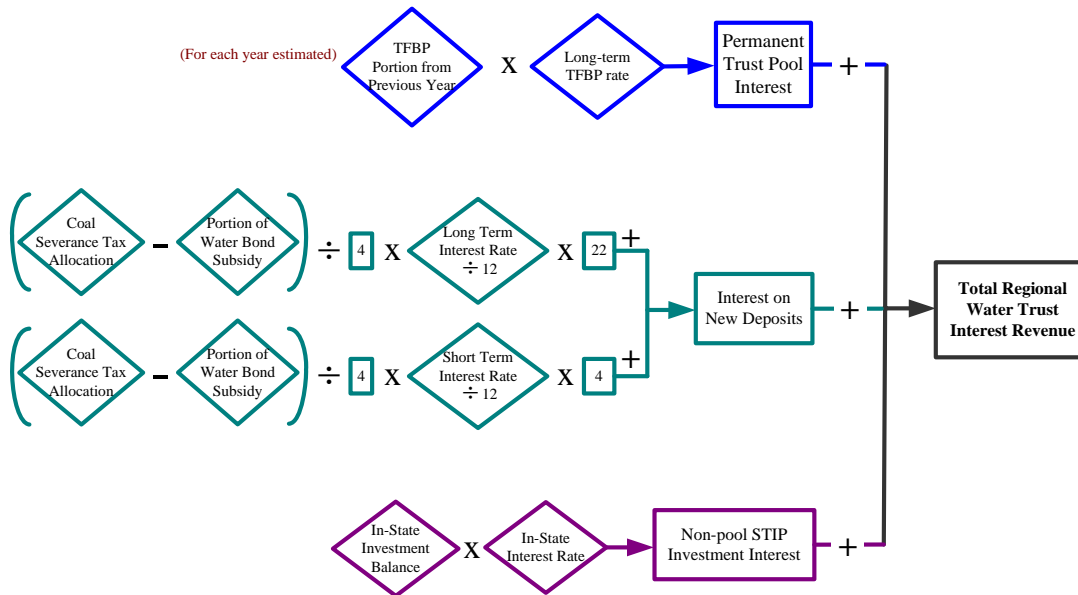 (For each year estimated)
TFBP
Portion from
Previous Year
X
Long-term
TFBP rate
Permanent
Trust Pool
Interest
+
(
Coal
Severance Tax
Allocation
–
Portion of
Water Bond
Subsidy
)
÷
4
X
Long Term
Interest Rate
÷ 12
X
22
+
(
Coal
Severance Tax
Allocation
–
Portion of
Water Bond
Subsidy
)
÷
4
X
Short Term
Interest Rate
÷ 12
X
4
+
Interest on
New Deposits
+
Total Regional
Water Trust
Interest Revenue
In-State
Investment
Balance
X
In-State
Interest Rate
Non-pool STIP
Investment Interest
+